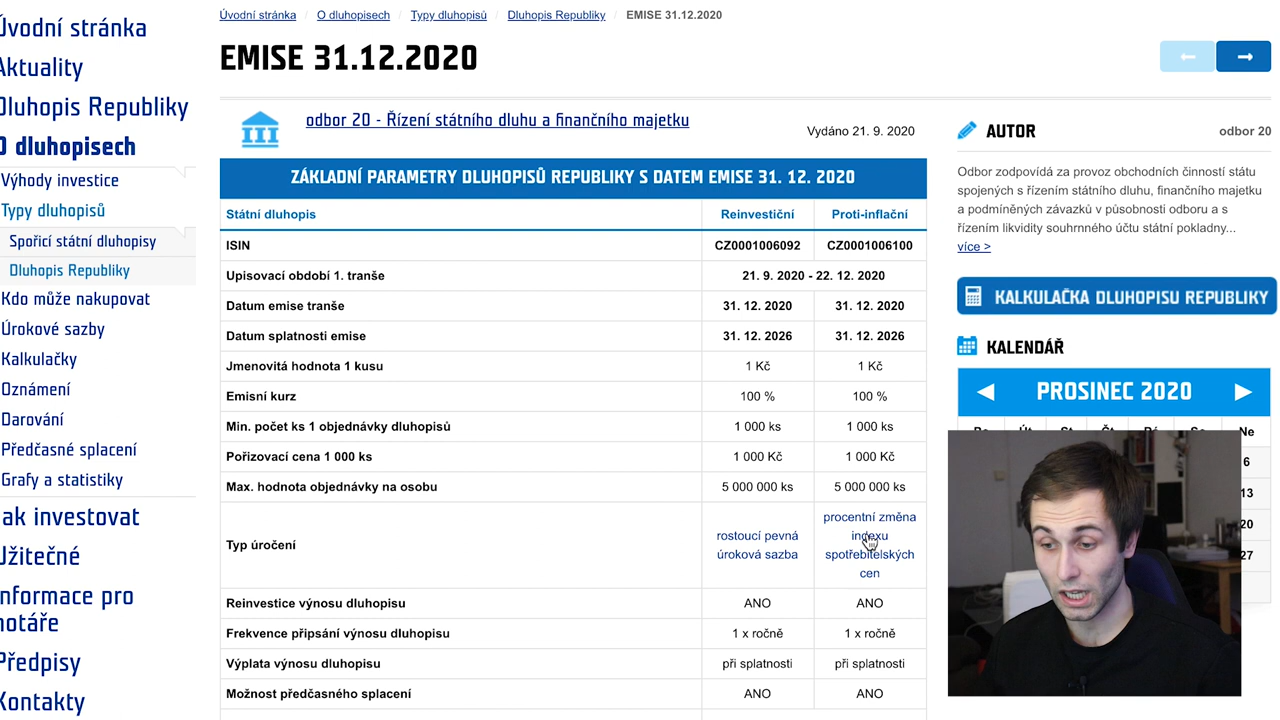 Úvodní stránka
Aktuality
Dluhopis Republiky
O dluhopisech
Výhody investice
Typy dluhopisů
Spořicí státní dluhopisy
Dluhopis Republiky
Kdo může nakupovat
Úrokové sazby
Kalkulačky
Oznámení
Darování
Předčasné splacení
Grafy a statistiky
ak investovat
Užitečné
nformace pro
notáře
Předpisy
Kontakty
Úvodní stránka / O dluhopisech / Typy dluhopisů / Dluhopis Republiky / EMISE 31.12.2020
EMISE 31.12.2020
← →
odbor 20 - Řízení státního dluhu a finančního majetku
Vydáno 21. 9. 2020
ZÁKLADNÍ PARAMETRY DLUHOPISŮ REPUBLIKY S DATEM EMISE 31. 12. 2020
Státní dluhopis Reinvestiční Proti-inflační
ISIN CZ0001006092 CZ0001006100
Upisovací období 1. tranše 21. 9. 2020 - 22. 12. 2020
Datum emise tranše 31. 12. 2020 31. 12. 2020
Datum splatnosti emise 31. 12. 2026 31. 12. 2026
Jmenovitá hodnota 1 kusu 1 Kč 1 Kč
Emisní kurz 100 % 100 %
Min. počet ks 1 objednávky dluhopisů 1 000 ks 1 000 ks
Pořizovací cena 1 000 ks 1 000 Kč 1 000 Kč
Max. hodnota objednávky na osobu 5 000 000 ks 5 000 000 ks
Typ úročení
rostoucí pevná
úroková sazba
procentní změna
indexu
spotřebitelských
cen
Reinvestice výnosu dluhopisu ANO ANO
Frekvence připsání výnosu dluhopisu 1 x ročně 1 x ročně
Výplata výnosu dluhopisu při splatnosti při splatnosti
Možnost předčasného splacení ANO ANO
AUTOR odbor 20
Odbor zodpovídá za provoz obchodních činností státu
spojených s řízením státního dluhu, finančního majetku
a podmíněných závazků v působnosti odboru a s
řízením likvidity souhrnného účtu státní pokladny...
více >
KALKULAČKA DLUHOPISU REPUBLIKY
KALENDÁŘ
◀ PROSINEC 2020 ▶
Ne
6
13
20
27